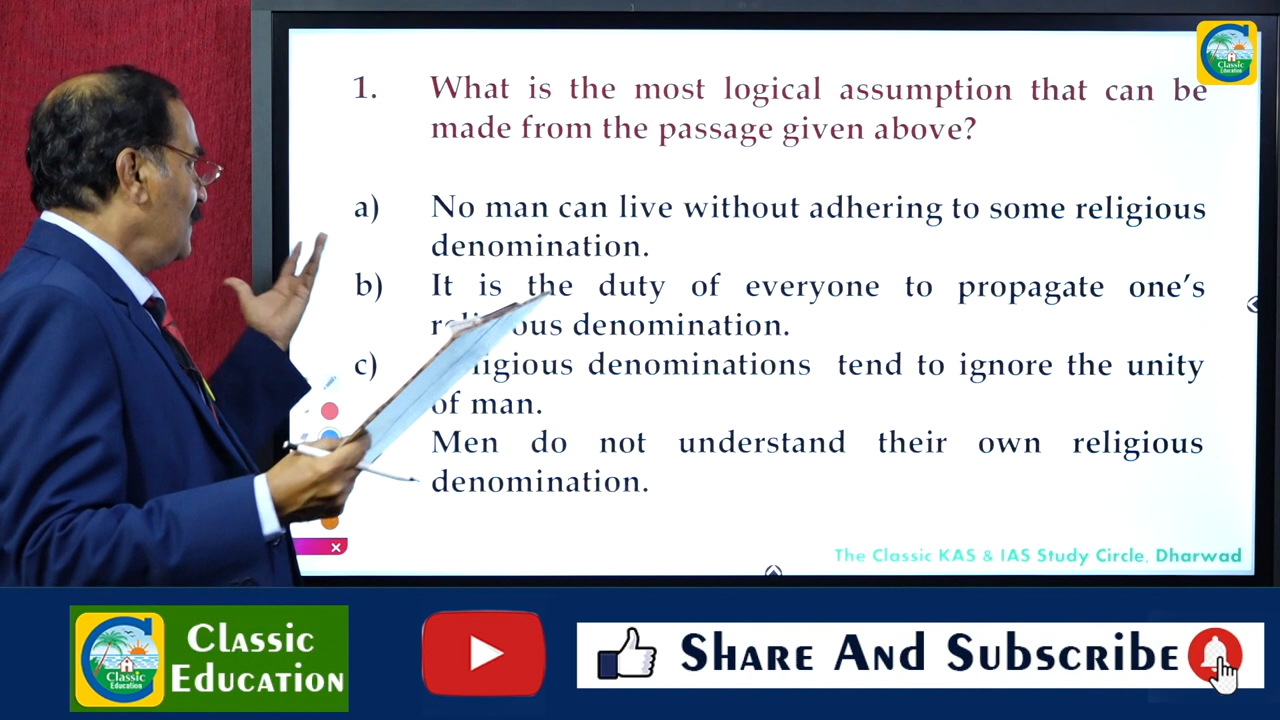 1. What is the most logical assumption that can be
made from the passage given above?
a) No man can live without adhering to some religious
denomination.
b) It is the duty of everyone to propagate one's
denomination.
c) denominations tend to ignore the unity
of man.
Men do not understand their own religious
denomination.
The Classic KAS & IAS Study Circle, Dharwad
Classic
Education
Classic
Education
Classic
Education
Share And Subscribe